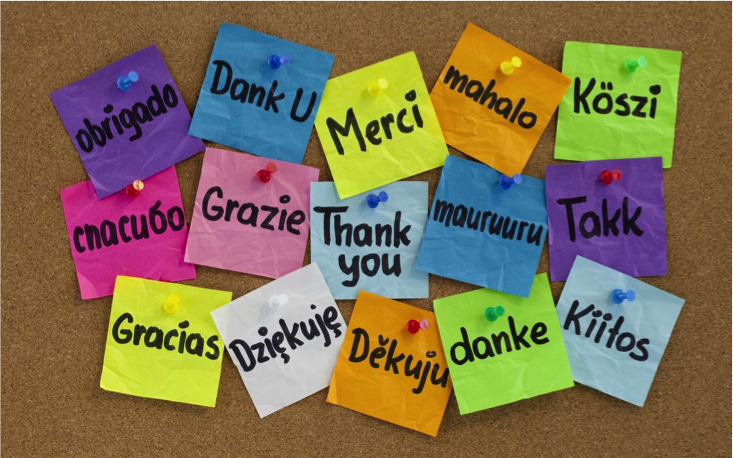 obrigado
Dank U
Merci
mahalo
Köszi
спасибо
Grazie
Thank
you
mauruuru
Takk
Gracias
Dziękuję
Děkuju
danke
Kiitos